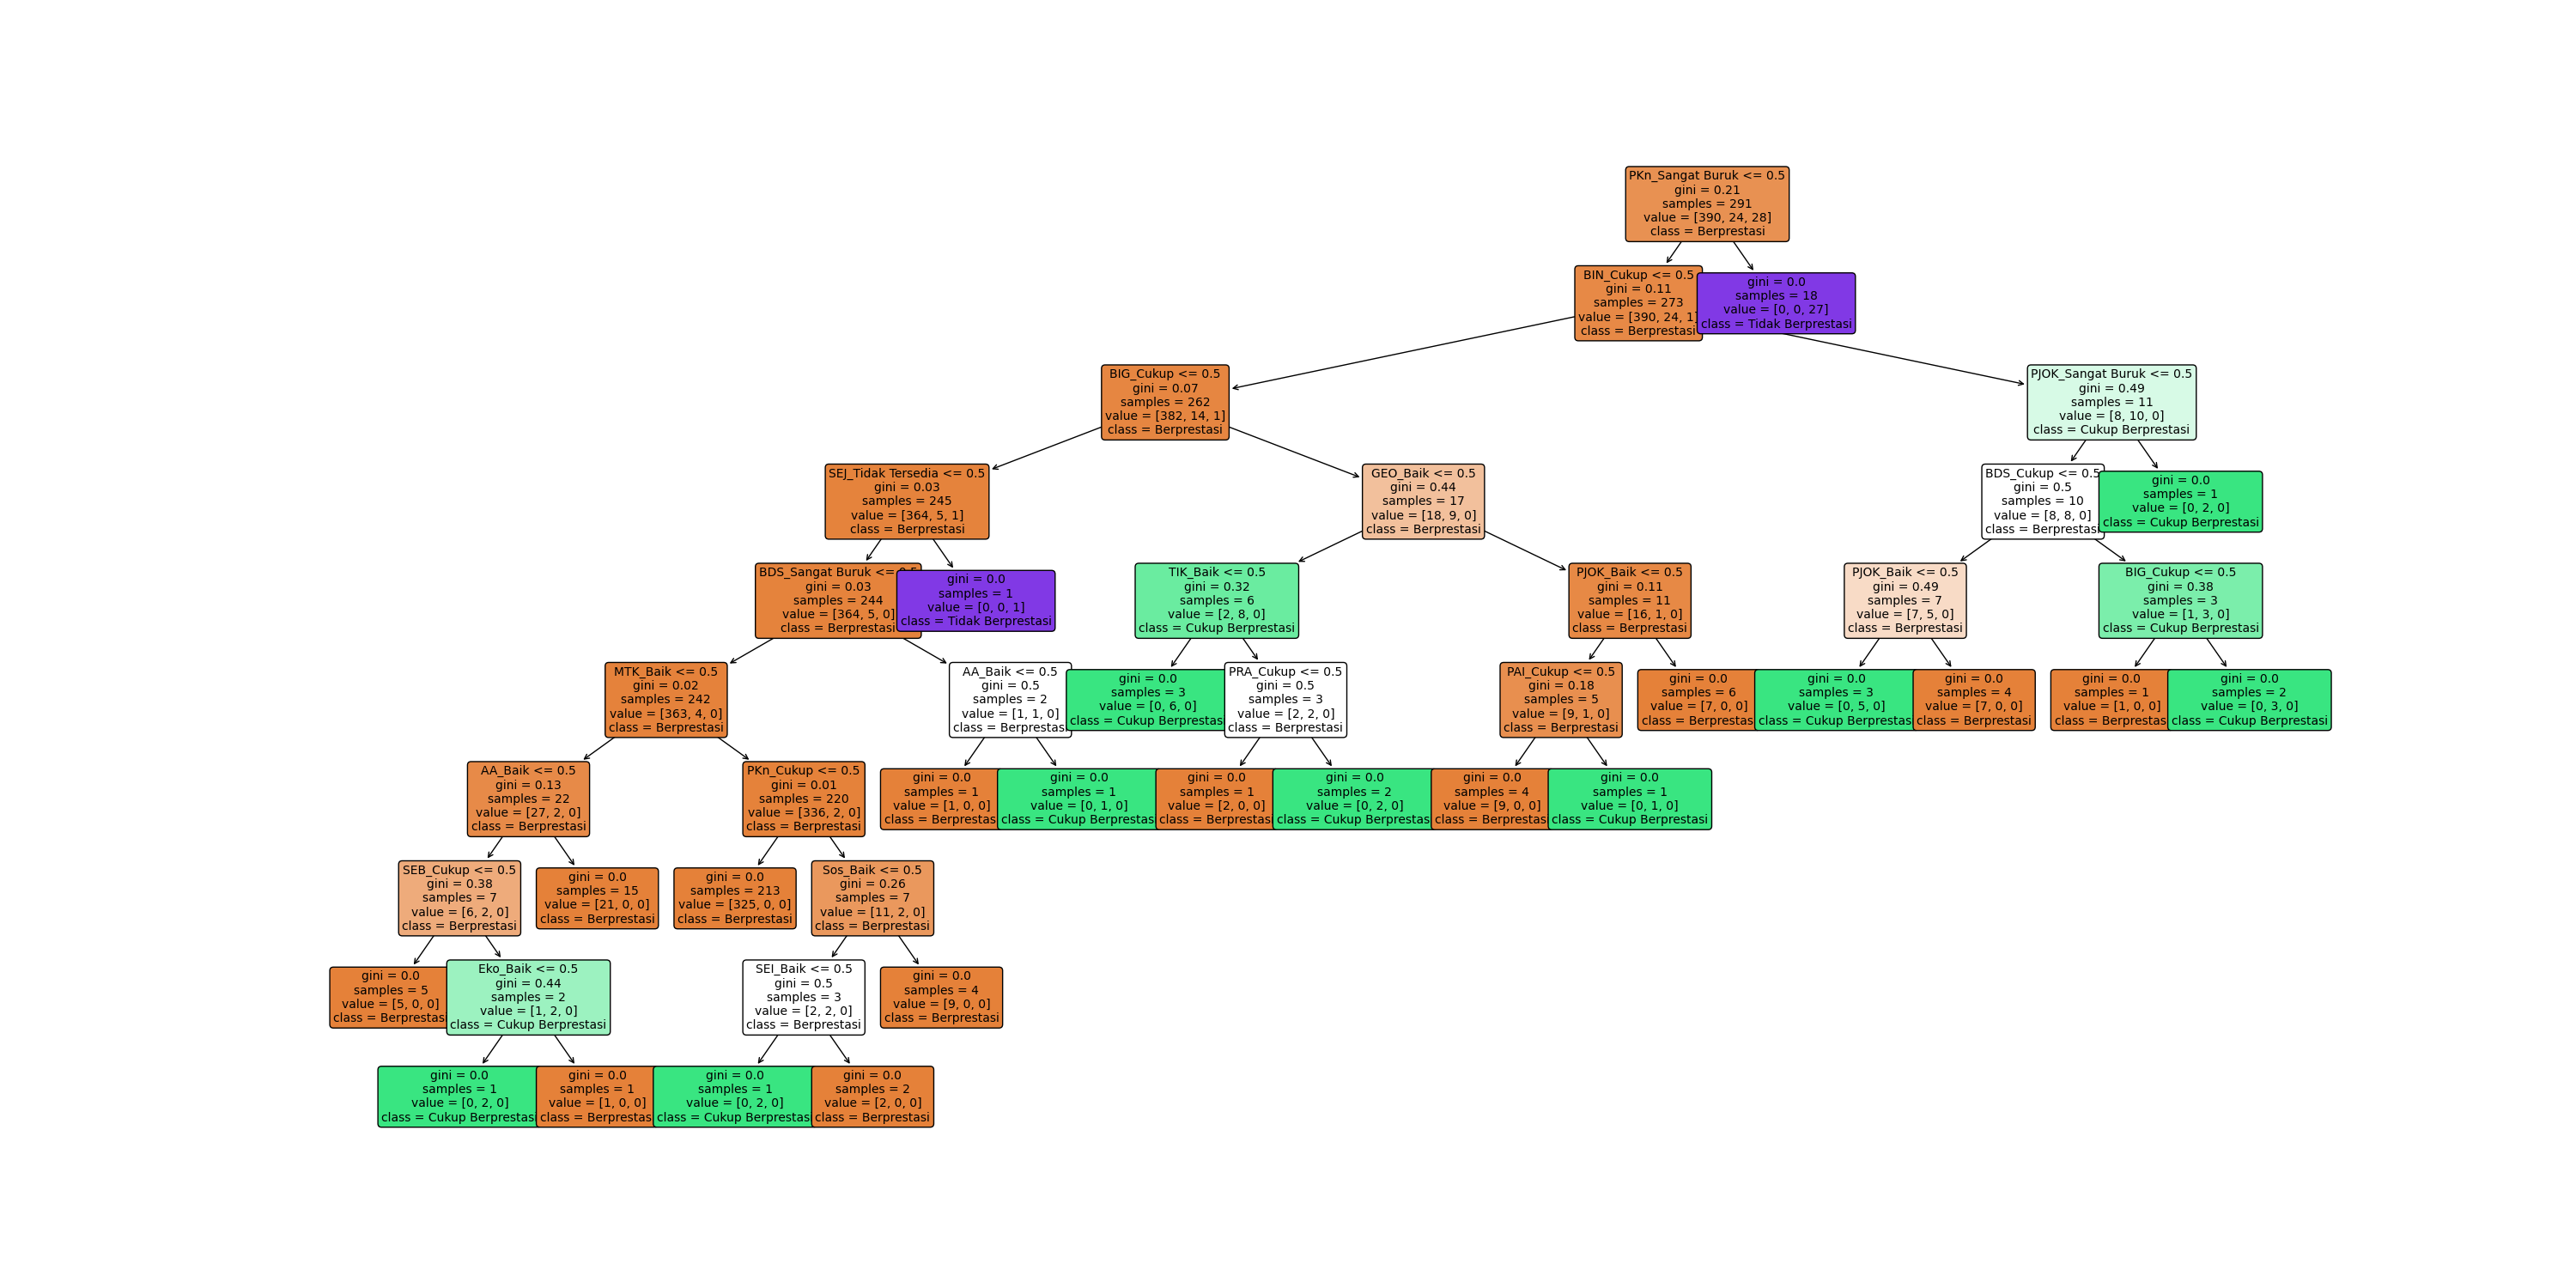 PKn_Sangat Buruk <= 0.5
gini = 0.21
samples = 291
value = [390, 24, 28]
class = Berprestasi
BIN_Cukup <= 0.5
gini = 0.11
samples = 273
value = [390, 24, 1
class = Berprestasi
gini = 0.0
samples = 18
value = [0, 0, 27]
class = Tidak Berprestasi
BIG_Cukup <= 0.5
gini = 0.07
samples = 262
value = [382, 14, 1]
class = Berprestasi
PJOK_Sangat Buruk <= 0.5
gini = 0.49
samples = 11
value = [8, 10, 0]
class = Cukup Berprestasi
SEJ_Tidak Tersedia <= 0.5
gini = 0.03
samples = 245
value = [364, 5, 1]
class = Berprestasi
GEO_Baik <= 0.5
gini = 0.44
samples = 17
value = [18, 9, 0]
class = Berprestasi
BDS_Cukup <= 0.5
gini = 0.5
samples = 10
value = [8, 8, 0]
class = Berprestasi
gini = 0.0
samples = 1
value = [0, 2, 0]
class = Cukup Berprestasi
BDS_Sangat Buruk <= 0.5
gini = 0.03
samples = 244
value = [364, 5, 0]
class = Berprestasi
gini = 0.0
samples = 1
value = [0, 0, 1]
class = Tidak Berprestasi
TIK_Baik <= 0.5
gini = 0.32
samples = 6
value = [2, 8, 0]
class = Cukup Berprestasi
PJOK_Baik <= 0.5
gini = 0.11
samples = 11
value = [16, 1, 0]
class = Berprestasi
PJOK_Baik <= 0.5
gini = 0.49
samples = 7
value = [7, 5, 0]
class = Berprestasi
BIG_Cukup <= 0.5
gini = 0.38
samples = 3
value = [1, 3, 0]
class = Cukup Berprestasi
MTK_Baik <= 0.5
gini = 0.02
samples = 242
value = [363, 4, 0]
class = Berprestasi
AA_Baik <= 0.5
gini = 0.5
samples = 2
value = [1, 1, 0]
class = Berprestasi
gini = 0.0
samples = 3
value = [0, 6, 0]
class = Cukup Berprestasi
PRA_Cukup <= 0.5
gini = 0.5
samples = 3
value = [2, 2, 0]
class = Berprestasi
PAI_Cukup <= 0.5
gini = 0.18
samples = 5
value = [9, 1, 0]
class = Berprestasi
gini = 0.0
samples = 6
value = [7, 0, 0]
class = Berprestasi
gini = 0.0
samples = 3
value = [0, 5, 0]
class = Cukup Berprestasi
gini = 0.0
samples = 4
value = [7, 0, 0]
class = Berprestasi
gini = 0.0
samples = 1
value = [1, 0, 0]
class = Berprestasi
gini = 0.0
samples = 2
value = [0, 3, 0]
class = Cukup Berprestasi
AA_Baik <= 0.5
gini = 0.13
samples = 22
value = [27, 2, 0]
class = Berprestasi
PKn_Cukup <= 0.5
gini = 0.01
samples = 220
value = [336, 2, 0]
class = Berprestasi
gini = 0.0
samples = 1
value = [1, 0, 0]
class = Berprestasi
gini = 0.0
samples = 1
value = [0, 1, 0]
class = Cukup Berprestasi
gini = 0.0
samples = 1
value = [2, 0, 0]
class = Berprestasi
gini = 0.0
samples = 2
value = [0, 2, 0]
class = Cukup Berprestasi
gini = 0.0
samples = 4
value = [9, 0, 0]
class = Berprestasi
gini = 0.0
samples = 1
value = [0, 1, 0]
class = Cukup Berprestasi
SEB_Cukup <= 0.5
gini = 0.38
samples = 7
value = [6, 2, 0]
class = Berprestasi
gini = 0.0
samples = 15
value = [21, 0, 0]
class = Berprestasi
gini = 0.0
samples = 213
value = [325, 0, 0]
class = Berprestasi
Sos_Baik <= 0.5
gini = 0.26
samples = 7
value = [11, 2, 0]
class = Berprestasi
gini = 0.0
samples = 5
value = [5, 0, 0]
class = Berprestasi
Eko_Baik <= 0.5
gini = 0.44
samples = 2
value = [1, 2, 0]
class = Cukup Berprestasi
SEI_Baik <= 0.5
gini = 0.5
samples = 3
value = [2, 2, 0]
class = Berprestasi
gini = 0.0
samples = 4
value = [9, 0, 0]
class = Berprestasi
gini = 0.0
samples = 1
value = [0, 2, 0]
class = Cukup Berprestasi
gini = 0.0
samples = 1
value = [1, 0, 0]
class = Berprestasi
gini = 0.0
samples = 1
value = [0, 2, 0]
class = Cukup Berprestasi
gini = 0.0
samples = 2
value = [2, 0, 0]
class = Berprestasi